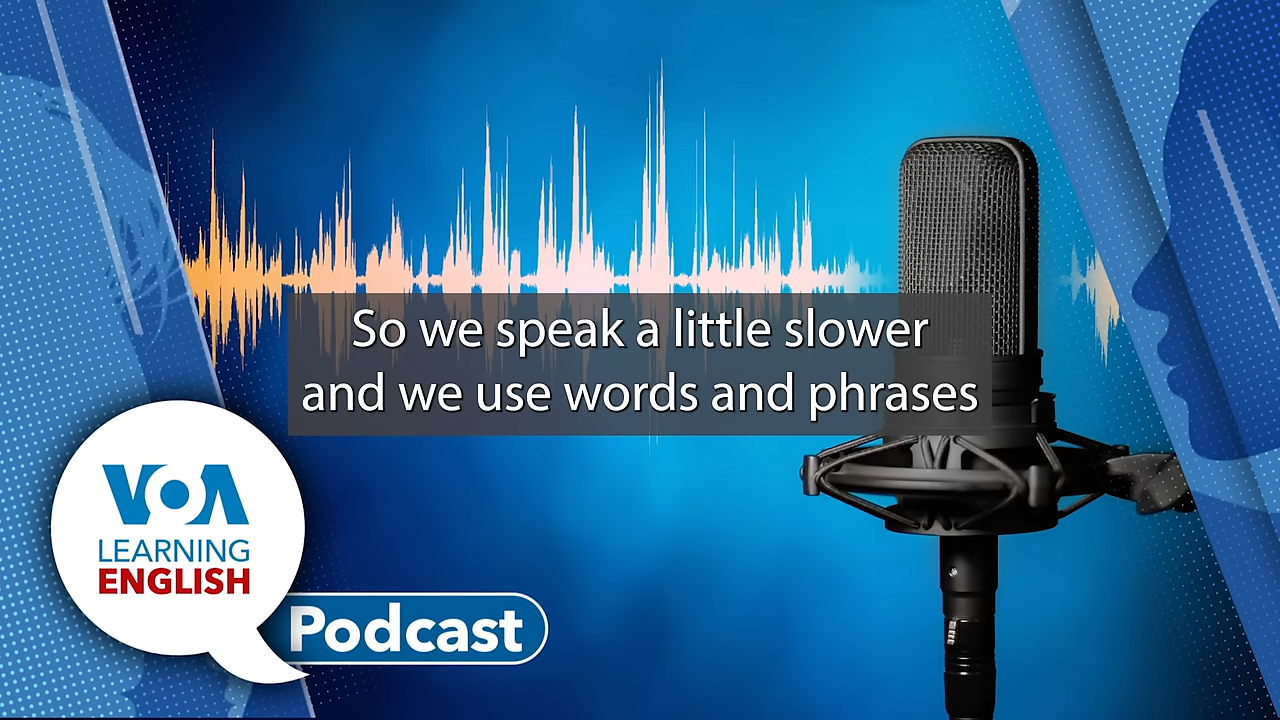 So we speak a little slower
and we use words and phrases
VOA
LEARNING
ENGLISH
Podcast